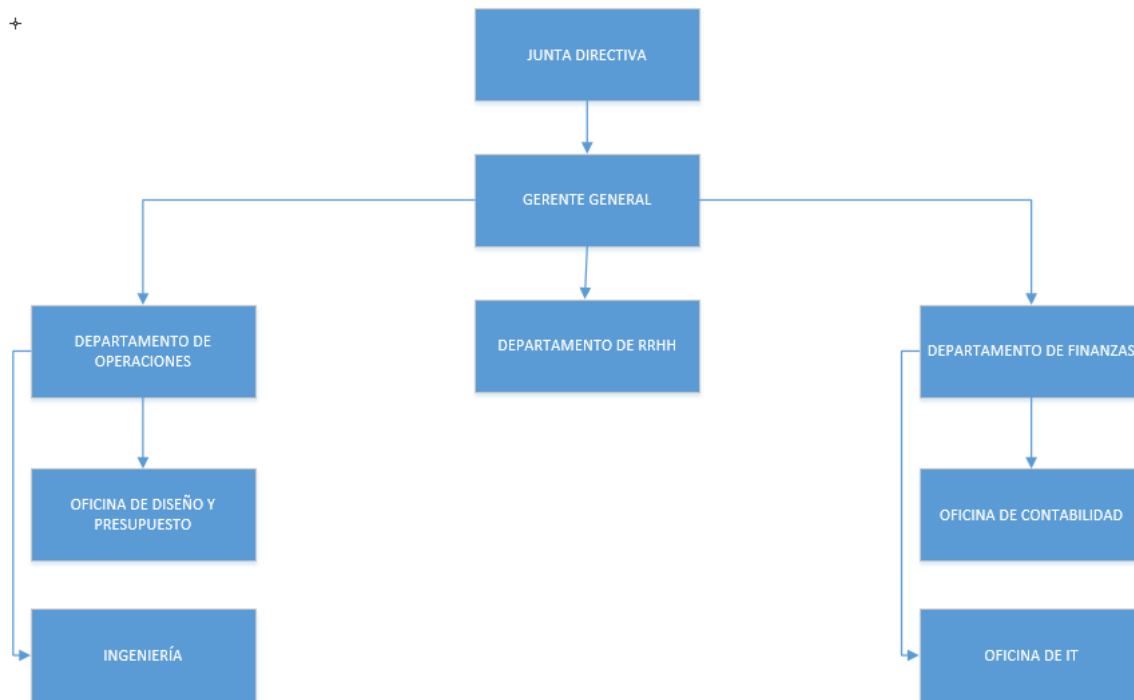 JUNTA DIRECTIVA
GERENTE GENERAL
DEPARTAMENTO DE
OPERACIONES
DEPARTAMENTO DE RRHH
DEPARTAMENTO DE FINANZAS
OFICINA DE DISEÑO Y
PRESUPUESTO
OFICINA DE CONTABILIDAD
INGENIERÍA
OFICINA DE IT